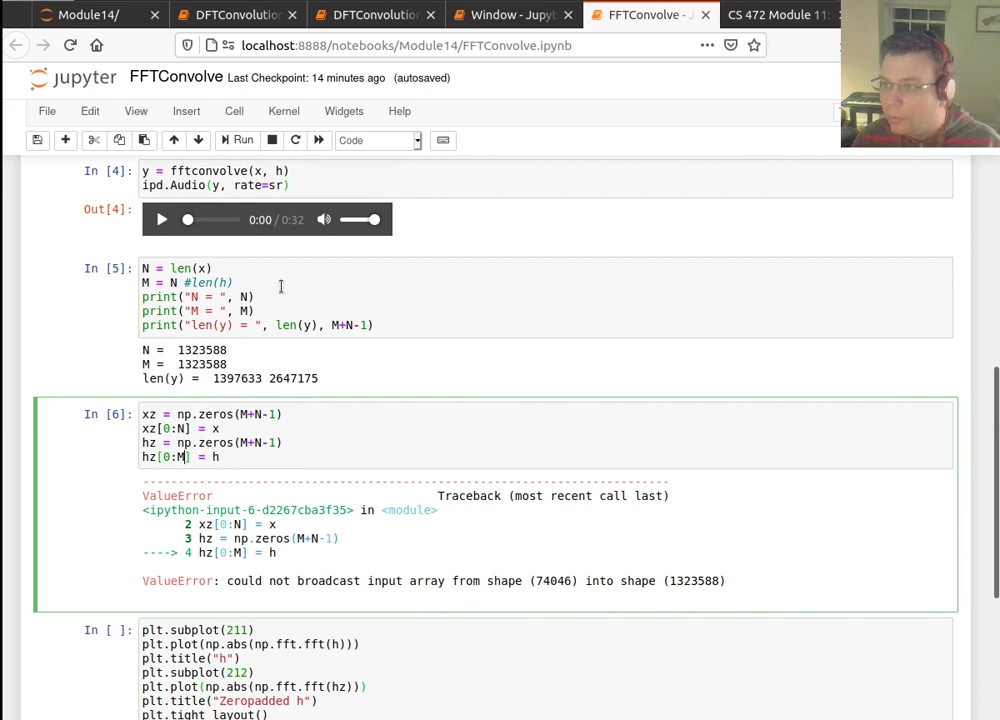 Module14/
DFTConvolution
DFTConvolution
Window - Jupyt
FFTConvolve - J
CS 472 Module 11:
localhost:8888/notebooks/Module14/FFTConvolve.ipynb
jupyter FFTConvolve Last Checkpoint: 14 minutes ago (autosaved)
File Edit View Insert Cell Kernel Widgets Help
Run Code
In [4]: y = fftconvolve(x, h)
ipd.Audio(y, rate=sr)
Out[4]: 0:00 / 0:32
In [5]: N = len(x)
M = N #len(h)
print("N = ", N)
print("M = ", M)
print("len(y) = ", len(y), M+N-1)
N =  1323588
M =  1323588
len(y) =  1397633 2647175
In [6]: xz = np.zeros(M+N-1)
xz[0:N] = x
hz = np.zeros(M+N-1)
hz[0:M] = h
---------------------------------------------------------------------------
ValueError                                Traceback (most recent call last)
<ipython-input-6-d2267cba3f35> in <module>
2 xz[0:N] = x
3 hz = np.zeros(M+N-1)
----> 4 hz[0:M] = h
ValueError: could not broadcast input array from shape (74046) into shape (1323588)
In [ ]: plt.subplot(211)
plt.plot(np.abs(np.fft.fft(h)))
plt.title("h")
plt.subplot(212)
plt.plot(np.abs(np.fft.fft(hz)))
plt.title("Zeropadded h")
plt.tight_layout()